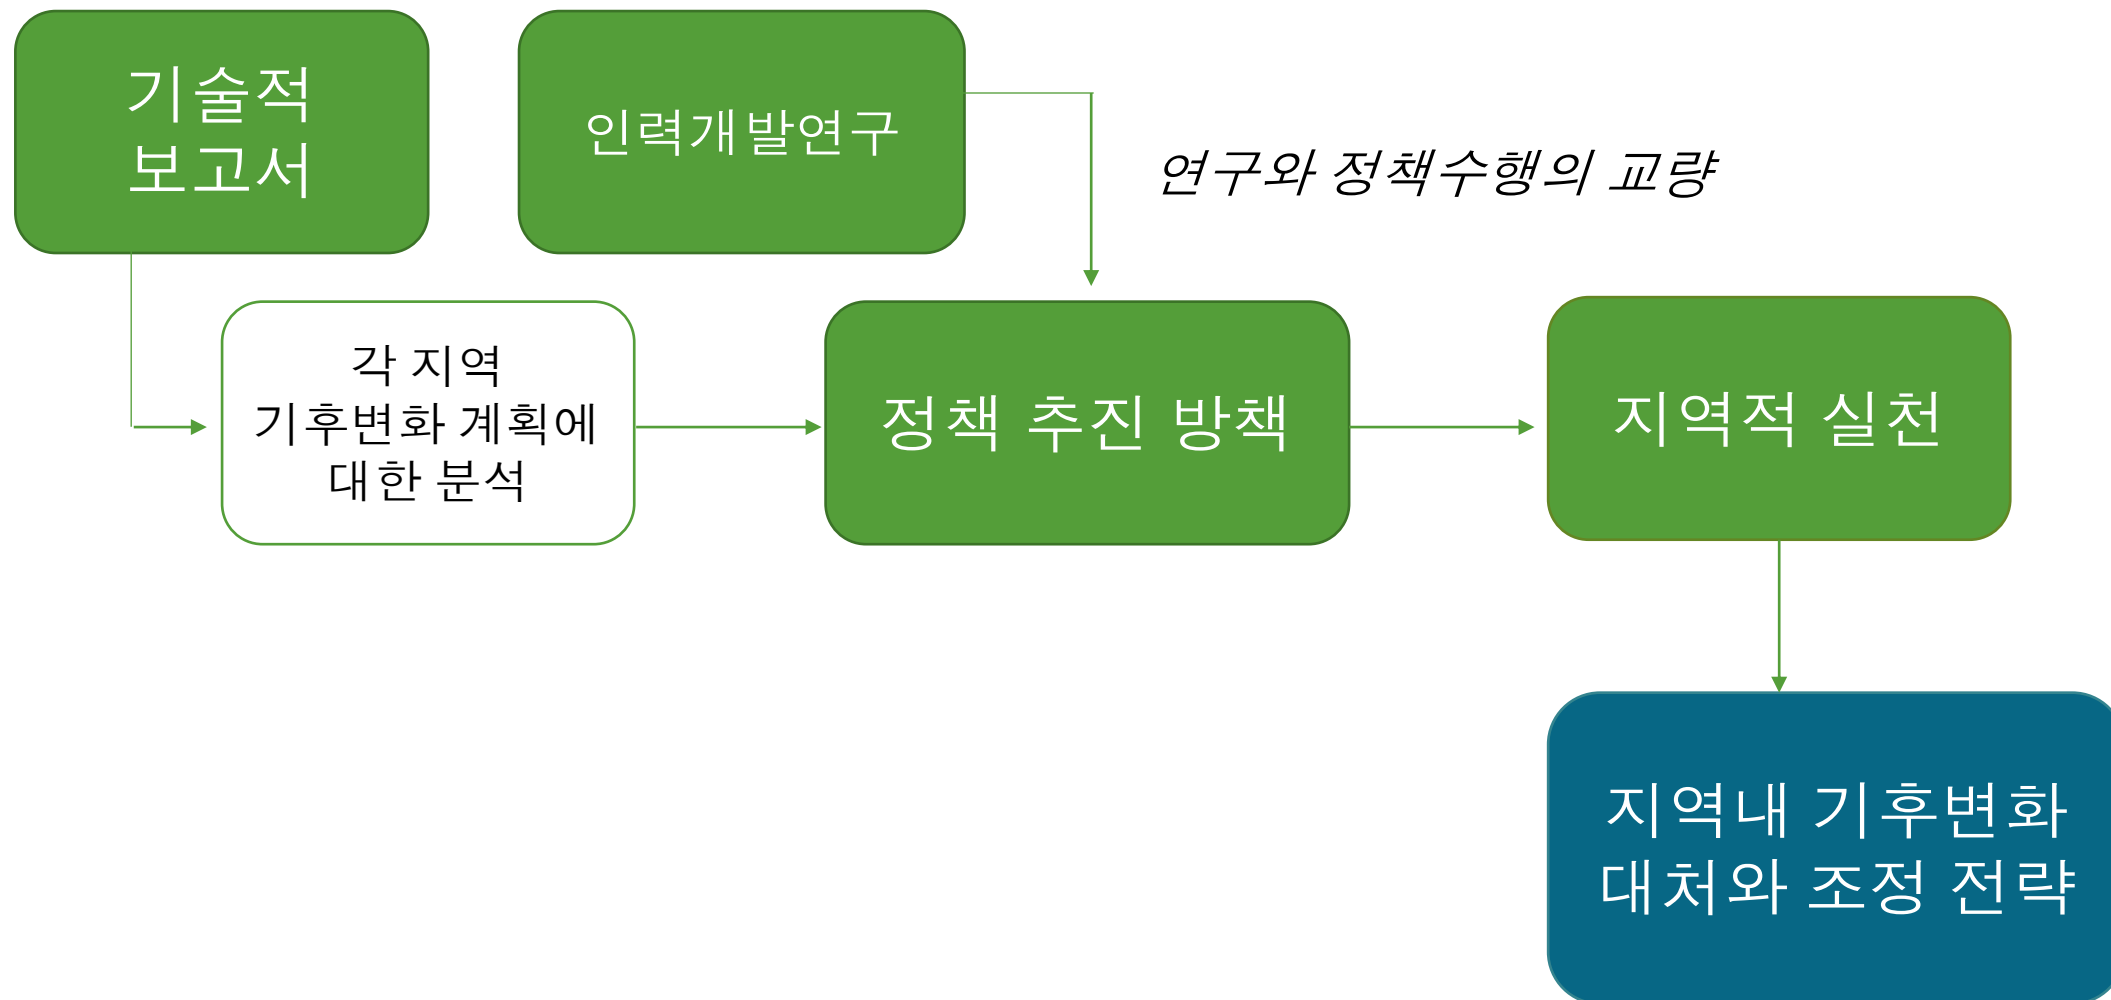 기술적
보고서
인력개발연구
연구와 정책수행의 교량
각 지역
기후변화 계획에
대한 분석
정책 추진 방책
지역적 실천
지역내 기후변화
대처와 조정 전략